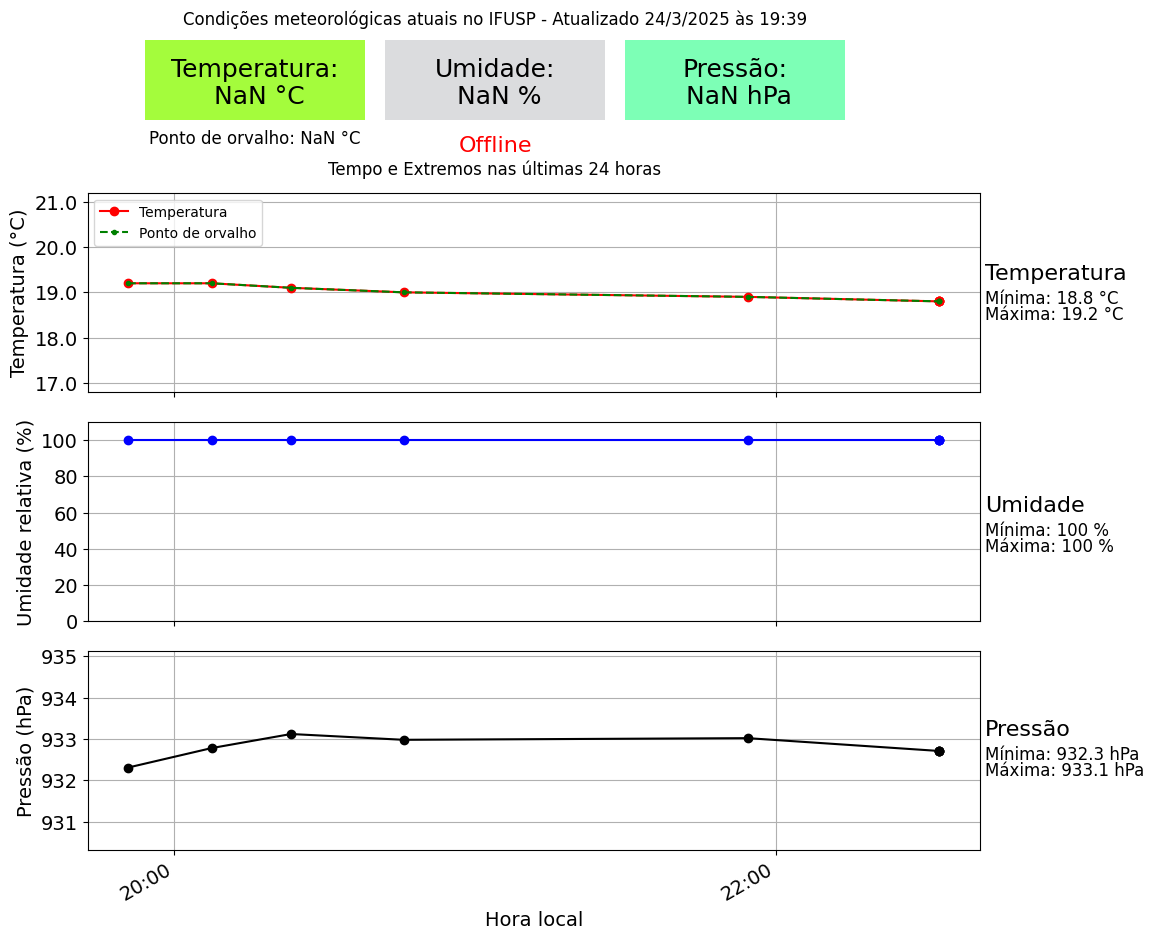 Condições meteorológicas atuais no IFUSP - Atualizado 24/3/2025 às 19:39
Temperatura:
NaN °C
Umidade:
NaN %
Pressão:
NaN hPa
Ponto de orvalho: NaN °C
Offline
Tempo e Extremos nas últimas 24 horas
Temperatura (°C)
21.0
20.0
19.0
18.0
17.0
Temperatura
Ponto de orvalho
Temperatura
Mínima: 18.8 °C
Máxima: 19.2 °C
Umidade relativa (%)
100
80
60
40
20
0
Umidade
Mínima: 100 %
Máxima: 100 %
Pressão (hPa)
935
934
933
932
931
Pressão
Mínima: 932.3 hPa
Máxima: 933.1 hPa
20:00
22:00
Hora local